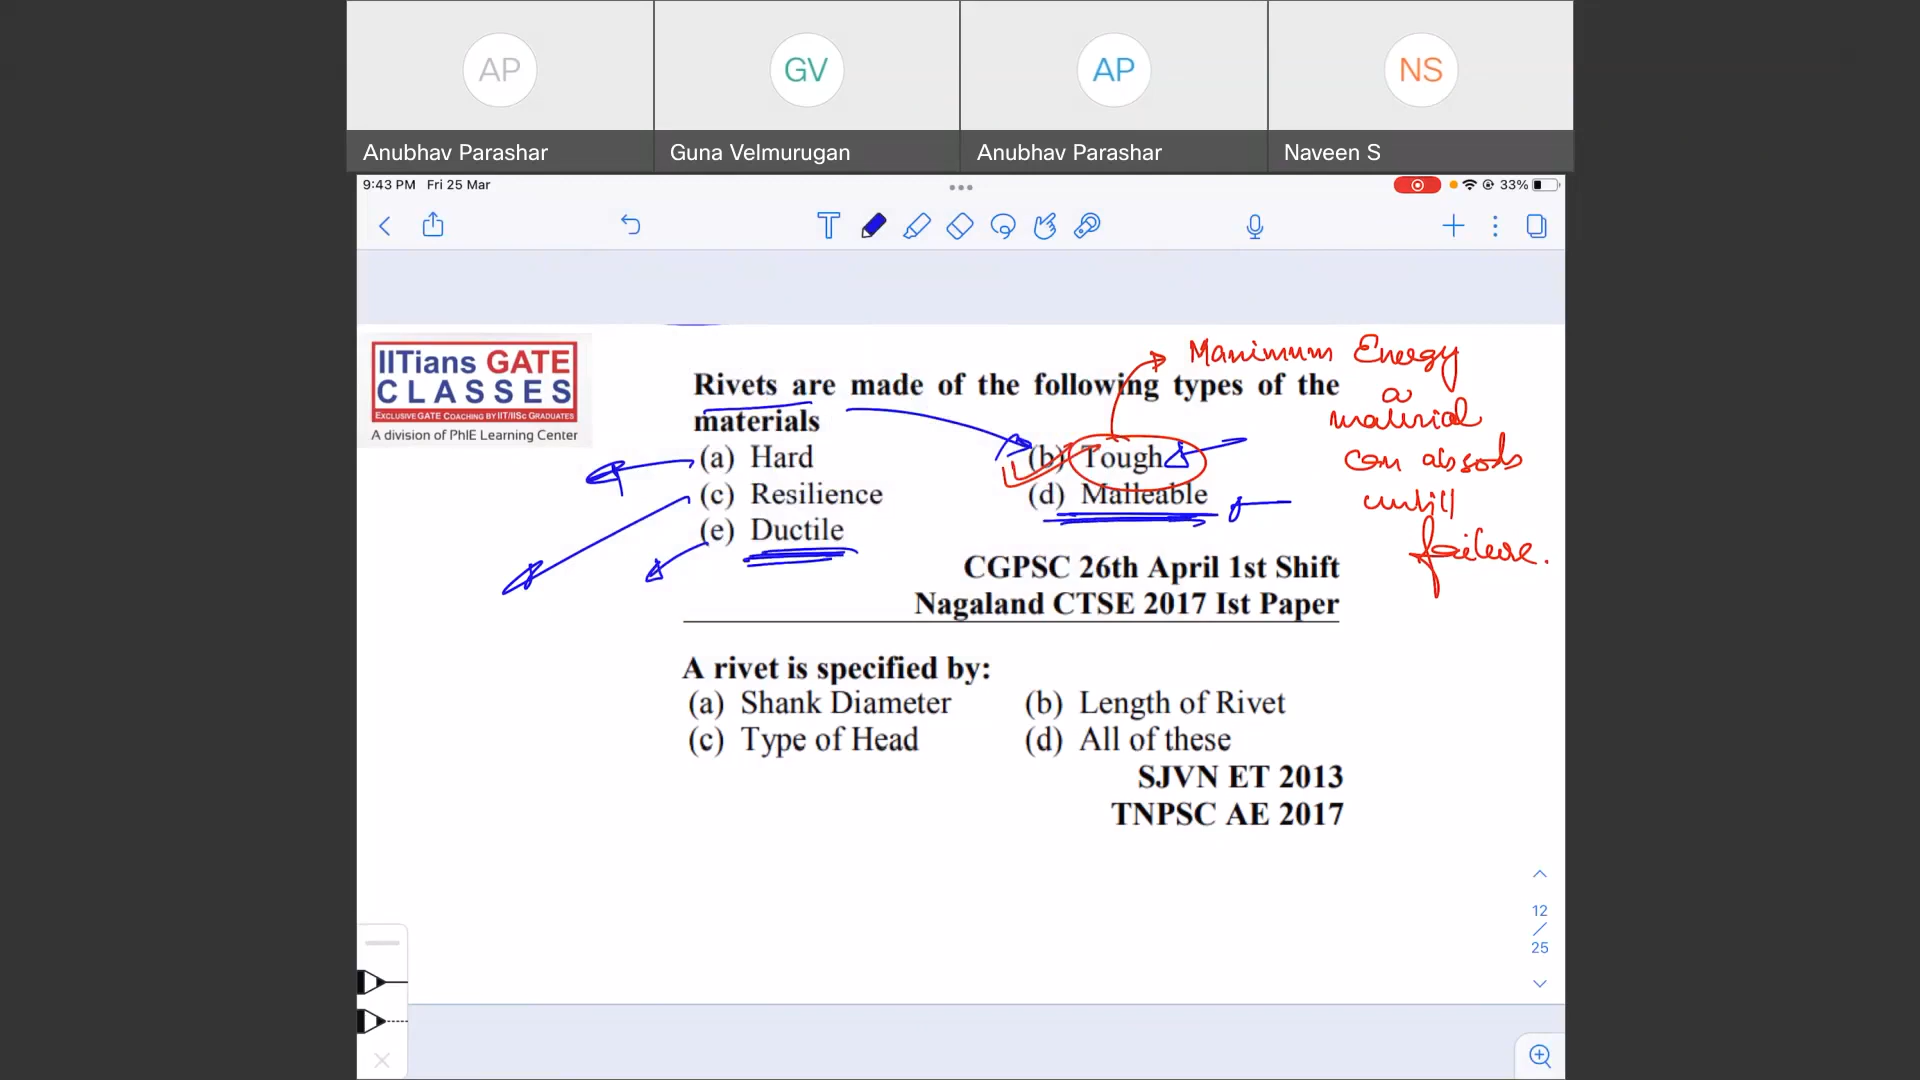 AP
GV
AP
NS
Anubhav Parashar
Guna Velmurugan
Anubhav Parashar
Naveen S
9:43 PM Fri 25 Mar
33%
T
IITians GATE
CLASSES
EXCLUSIVE GATE COACHING BY IIT/IISc GRADUATES
A division of PhIE Learning Center
Rivets are made of the following types of the
materials
(a) Hard (b) Tough
(c) Resilience (d) Malleable
(e) Ductile
CGPSC 26th April 1st Shift
Nagaland CTSE 2017 Ist Paper
Maximum Energy
a
material
can absorb
untill
failure.
A rivet is specified by:
(a) Shank Diameter (b) Length of Rivet
(c) Type of Head (d) All of these
SJVN ET 2013
TNPSC AE 2017
12
/
25